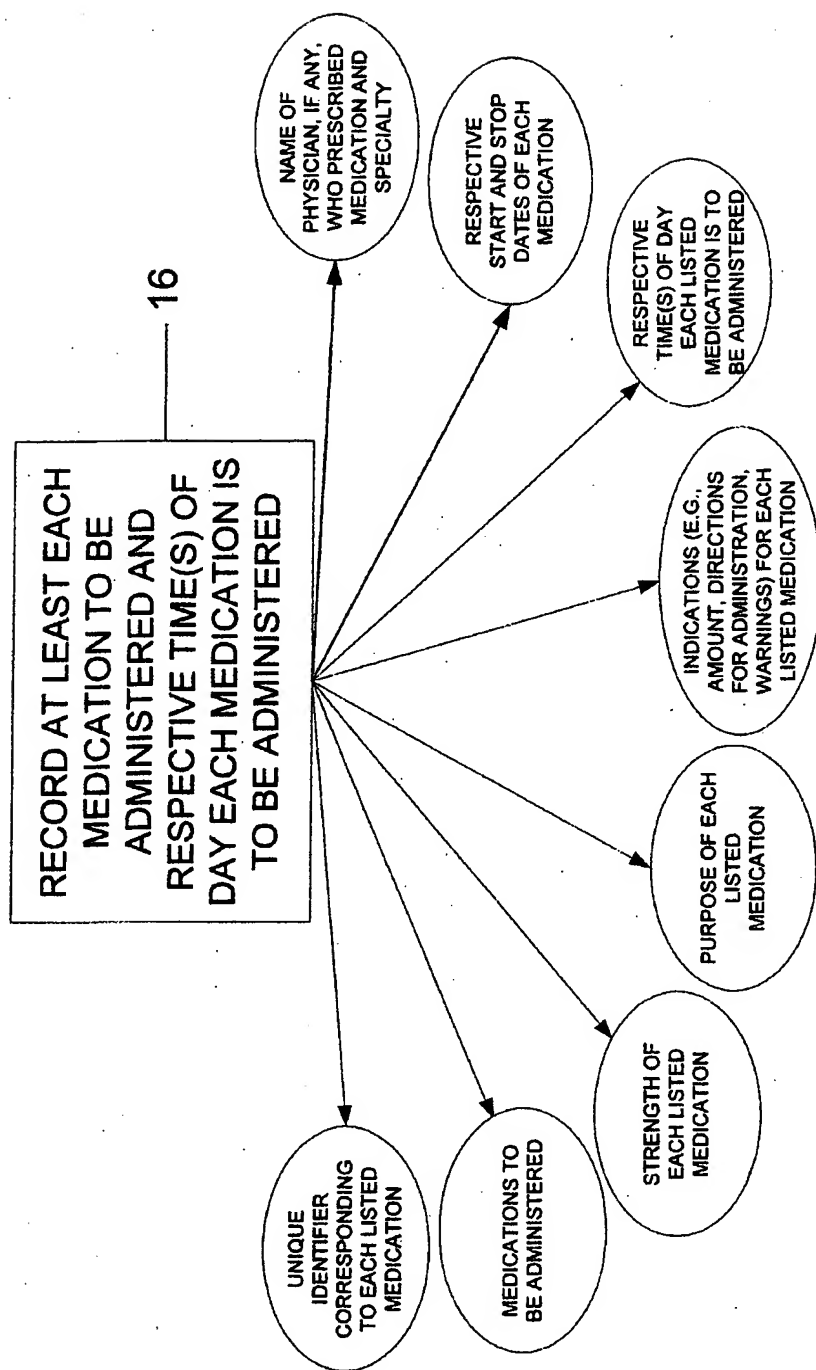 RECORD AT LEAST EACH
MEDICATION TO BE
ADMINISTERED AND
RESPECTIVE TIME(S) OF
DAY EACH MEDICATION IS
TO BE ADMINISTERED
16
UNIQUE
IDENTIFIER
CORRESPONDING
TO EACH LISTED
MEDICATION
MEDICATIONS TO
BE ADMINISTERED
STRENGTH OF
EACH LISTED
MEDICATION
PURPOSE OF EACH
LISTED
MEDICATION
INDICATIONS (E.G.,
AMOUNT, DIRECTIONS
FOR ADMINISTRATION,
WARNINGS) FOR EACH
LISTED MEDICATION
RESPECTIVE
TIME(S) OF DAY
EACH LISTED
MEDICATION IS TO
BE ADMINISTERED
RESPECTIVE
START AND STOP
DATES OF EACH
MEDICATION
NAME OF
PHYSICIAN, IF ANY,
WHO PRESCRIBED
MEDICATION AND
SPECIALTY